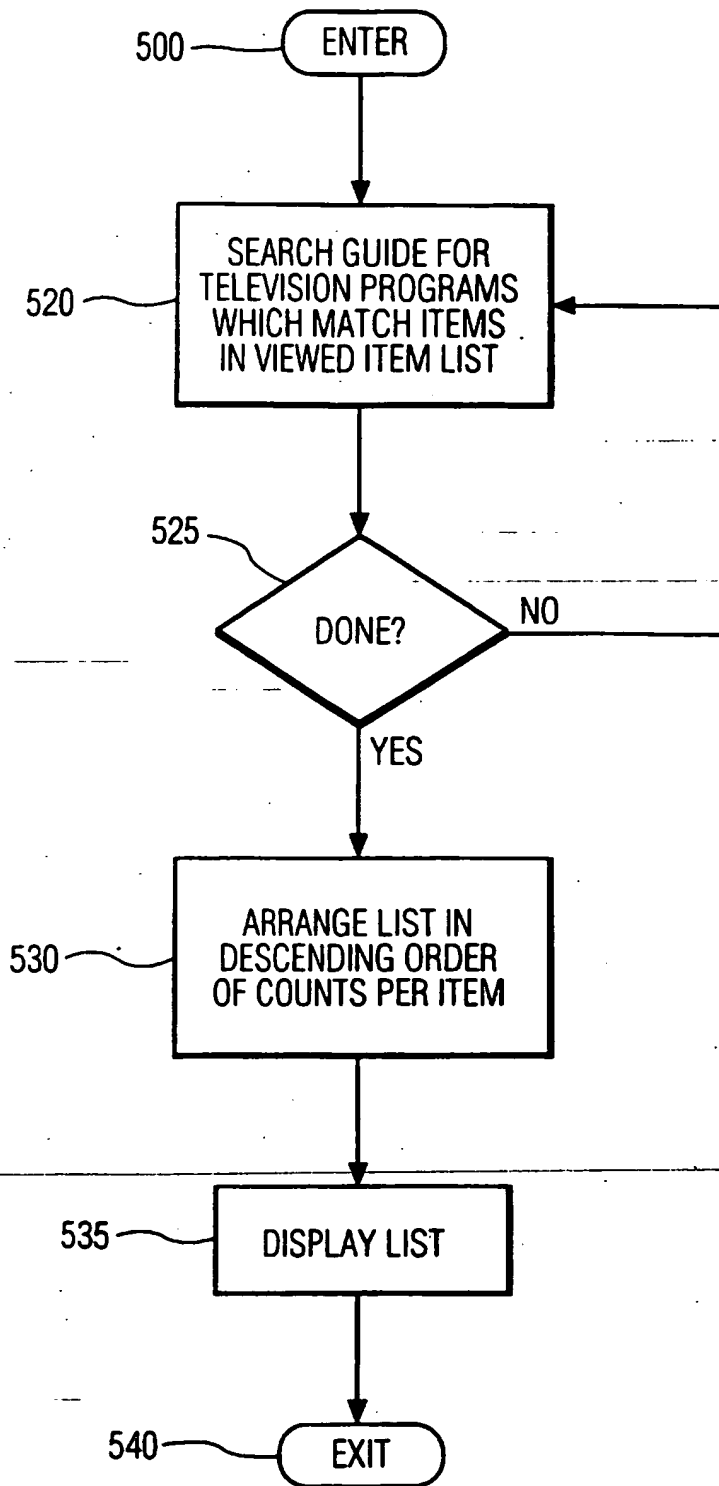 500
ENTER
520
SEARCH GUIDE FOR
TELEVISION PROGRAMS
WHICH MATCH ITEMS
IN VIEWED ITEM LIST
525
DONE?
NO
YES
530
ARRANGE LIST IN
DESCENDING ORDER
OF COUNTS PER ITEM
535
DISPLAY LIST
540
EXIT